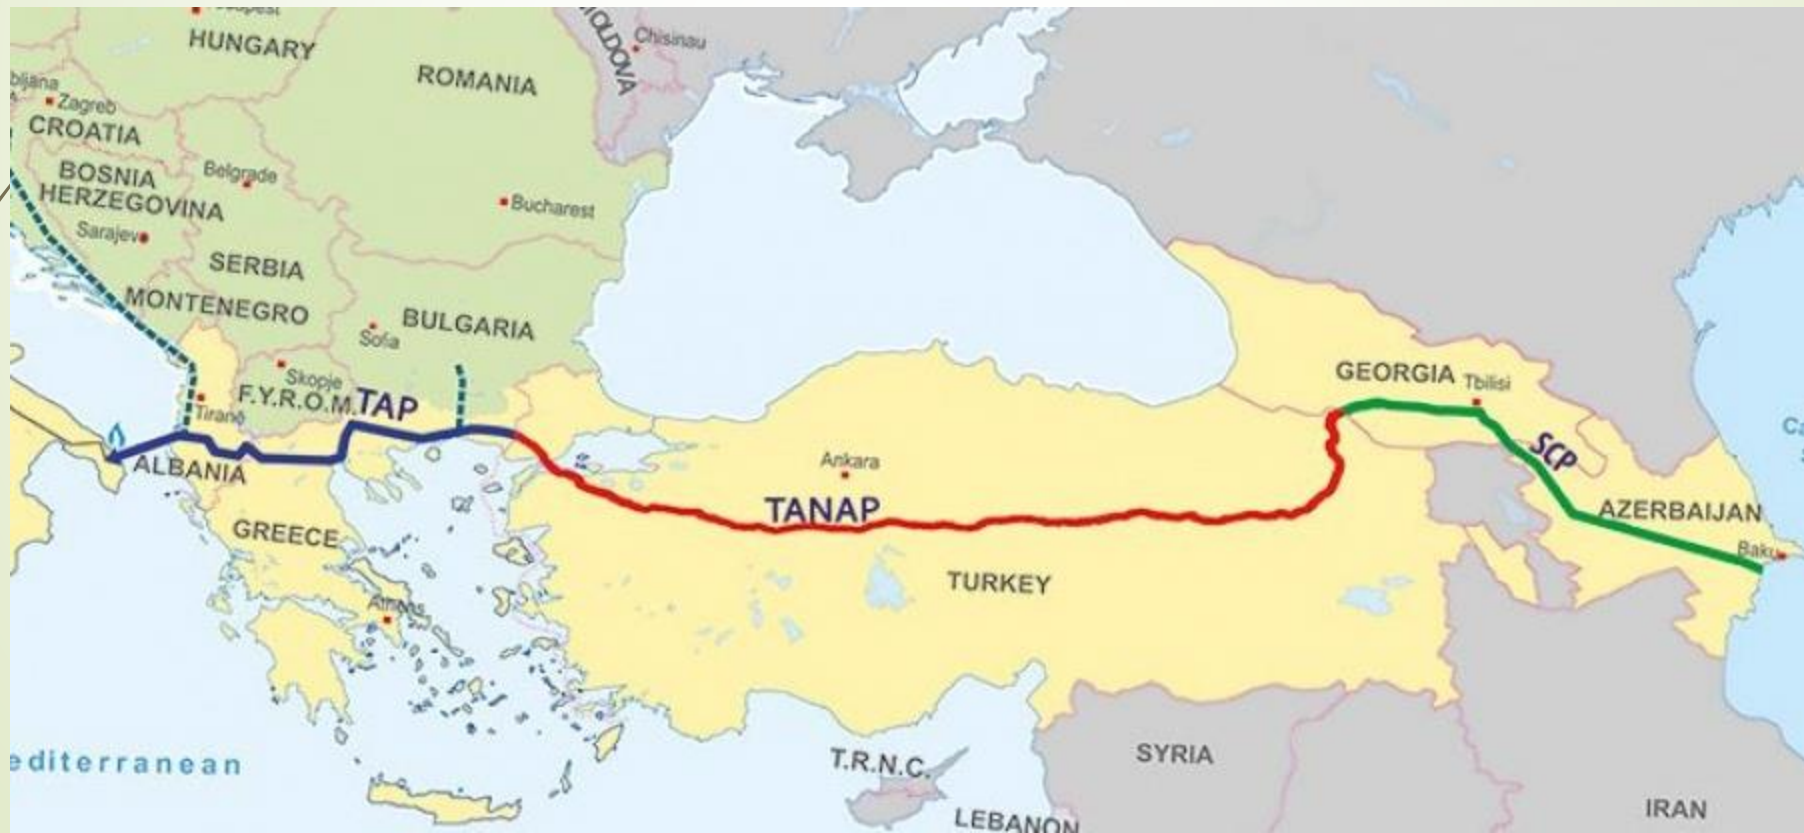 HUNGARY
ROMANIA
MOLDOVA
Chisinau
Zagreb
CROATIA
BOSNIA
HERZEGOVINA
Belgrade
Bucharest
Sarajevo
SERBIA
MONTENEGRO
BULGARIA
Sofia
Skopje
F.Y.R.O.M.
TAP
Tiranë
ALBANIA
GREECE
Athens
Ankara
TANAP
TURKEY
GEORGIA
Tbilisi
SCP
AZERBAIJAN
Baku
editerranean
T.R.N.C.
LEBANON
SYRIA
IRAN